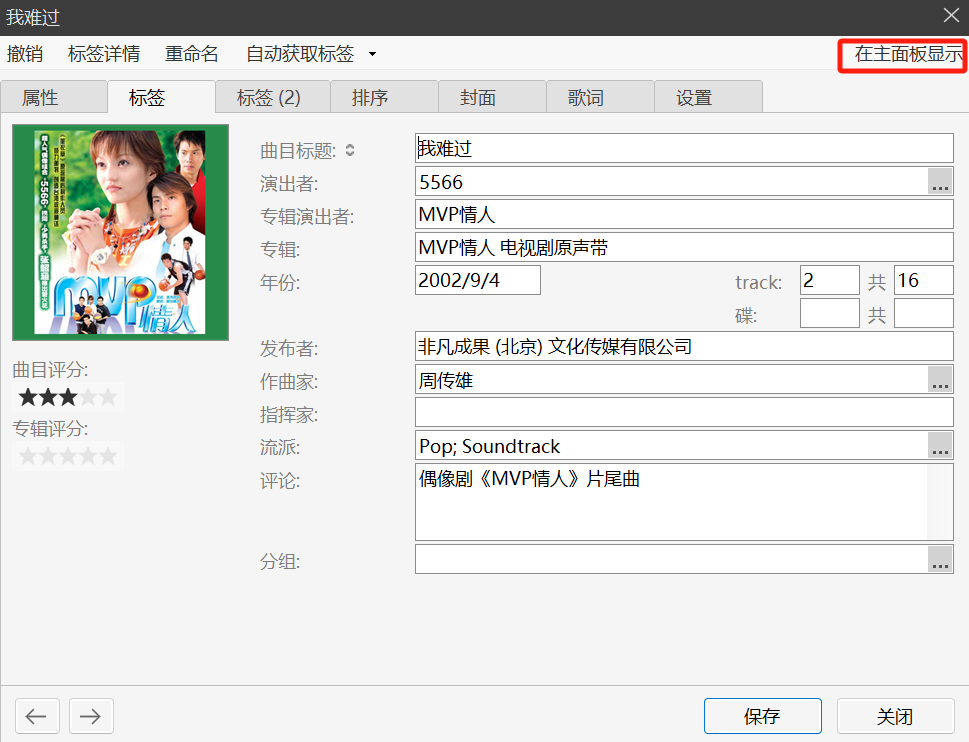 我难过
撤销 标签详情 重命名 自动获取标签 在主面板显示
属性 标签 标签 (2) 排序 封面 歌词 设置
曲目标题: 我难过
演出者: 5566 ...
专辑演出者: MVP情人
专辑: MVP情人 电视剧原声带
年份: 2002/9/4 track: 2 共 16
碟: 共
发布者: 非凡成果 (北京) 文化传媒有限公司
作曲家: 周传雄 ...
指挥家:
流派: Pop; Soundtrack ...
评论: 偶像剧《MVP情人》片尾曲
分组: ...
mvp
情人
曲目评分:
专辑评分:
保存 关闭